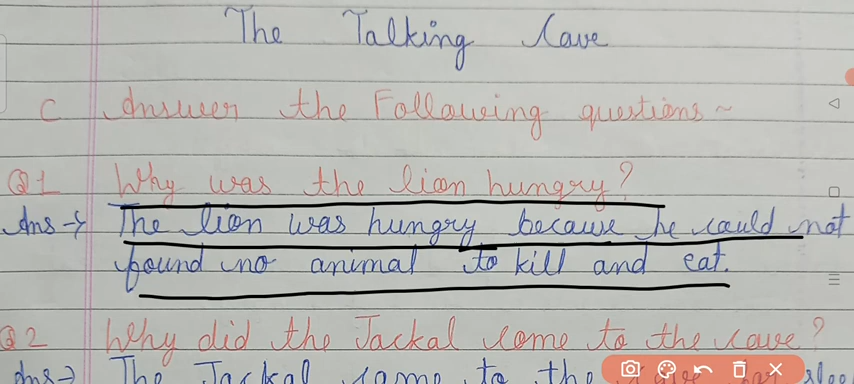 The Talking Cave
C Answer the Following questions ~
Q1 Why was the lion hungry?
Ans → The lion was hungry because he could not
found no animal to kill and eat.
Q2 Why did the Jackal come to the cave?
Ans → The Jackal came to the